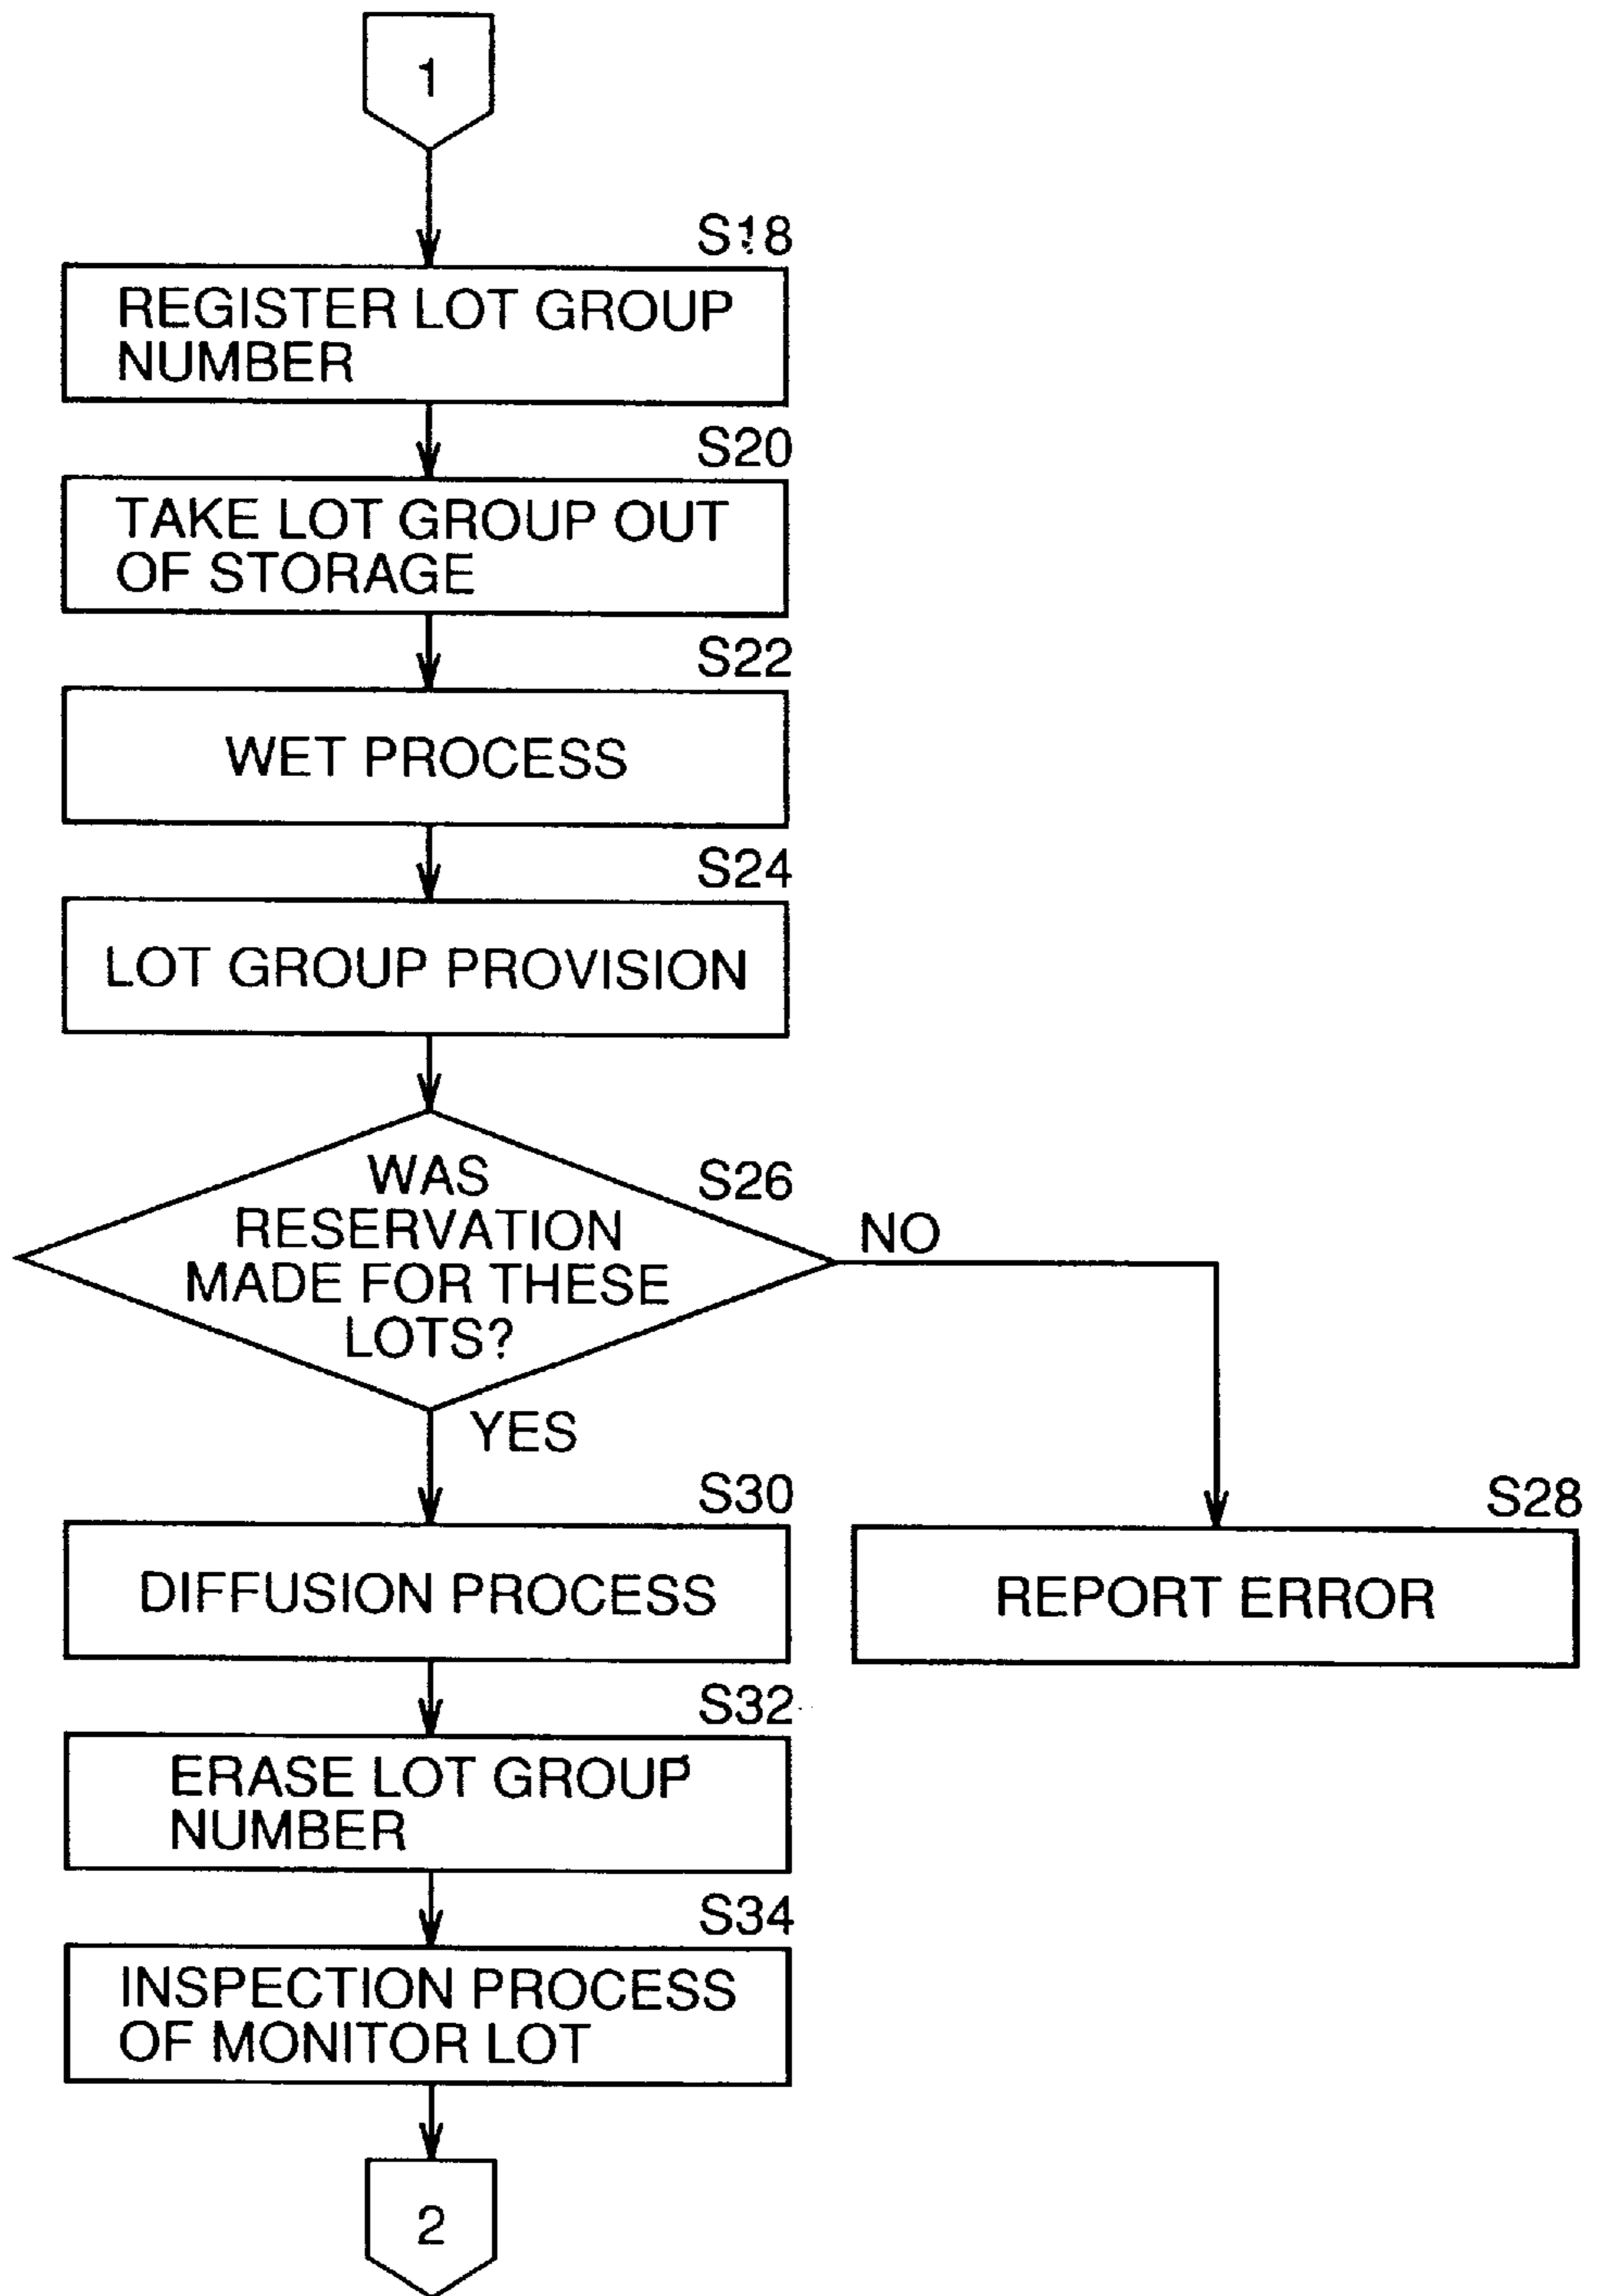 1
S18
REGISTER LOT GROUP
NUMBER
S20
TAKE LOT GROUP OUT
OF STORAGE
S22
WET PROCESS
S24
LOT GROUP PROVISION
S26
WAS
RESERVATION
MADE FOR THESE
LOTS?
NO
YES
S30
DIFFUSION PROCESS
S28
REPORT ERROR
S32
ERASE LOT GROUP
NUMBER
S34
INSPECTION PROCESS
OF MONITOR LOT
2